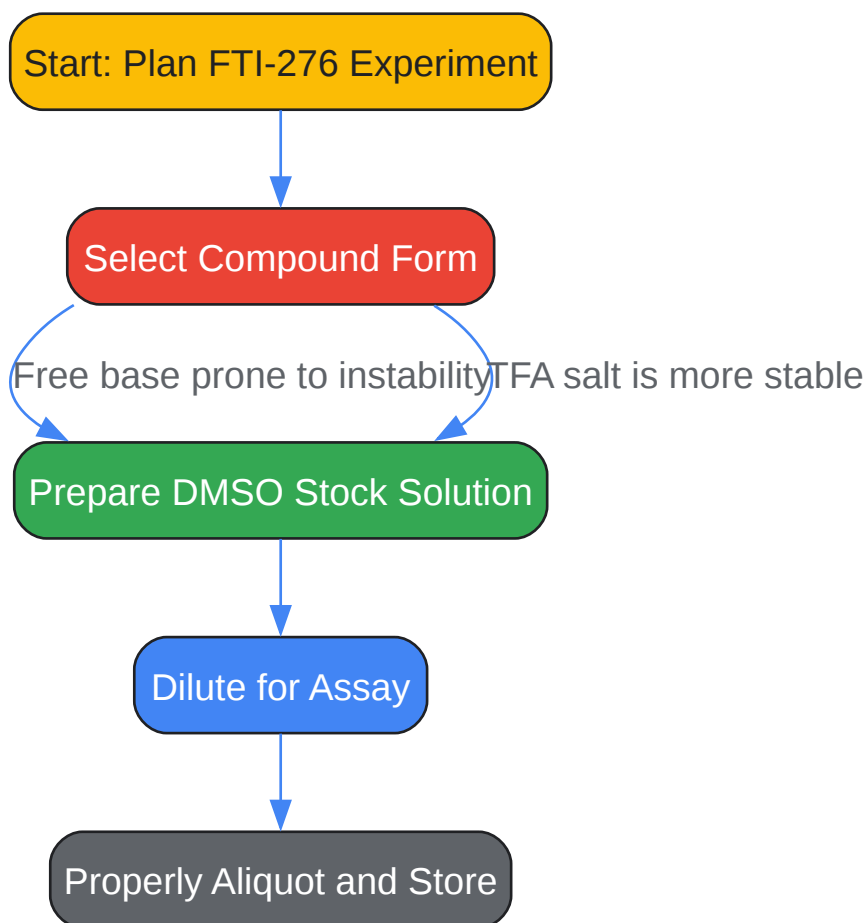 Start: Plan FTI-276 Experiment
Select Compound Form
Free base prone to instability
TFA salt is more stable
Prepare DMSO Stock Solution
Dilute for Assay
Properly Aliquot and Store